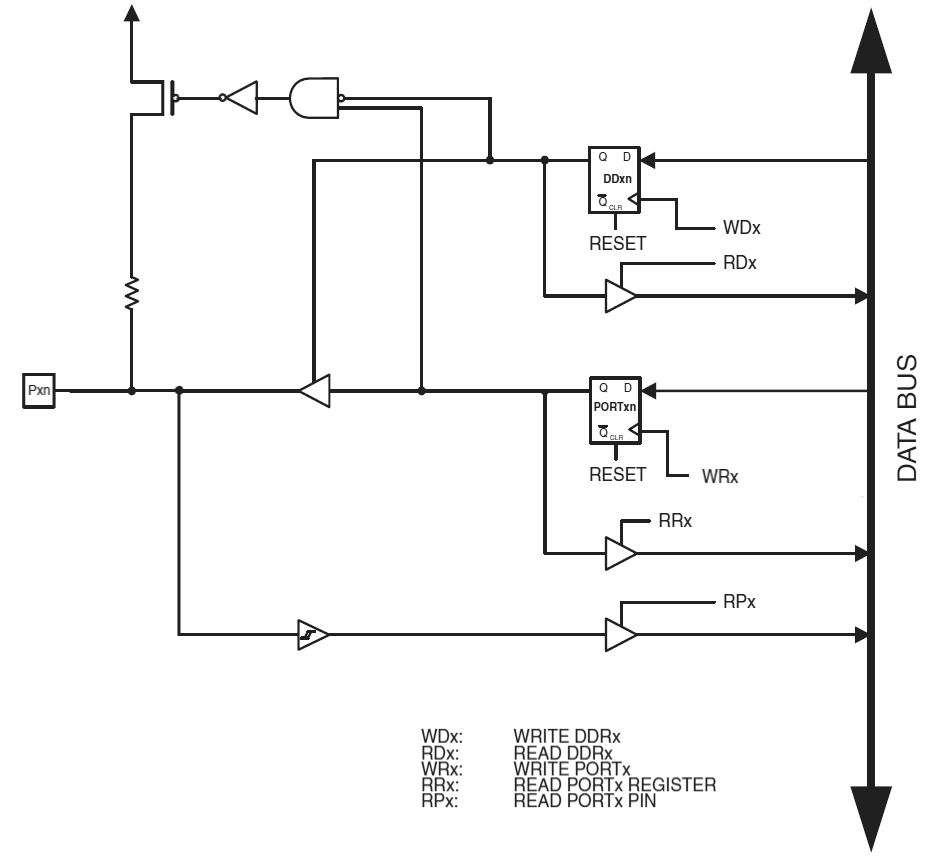 Q D
DDxn
Q CLR
WDx
RESET
RDx
Pxn
Q D
PORTxn
Q CLR
RESET
WRx
RRx
RPx
DATA BUS
WDx: WRITE DDRx
RDx: READ DDRx
WRx: WRITE PORTx
RRx: READ PORTx REGISTER
RPx: READ PORTx PIN